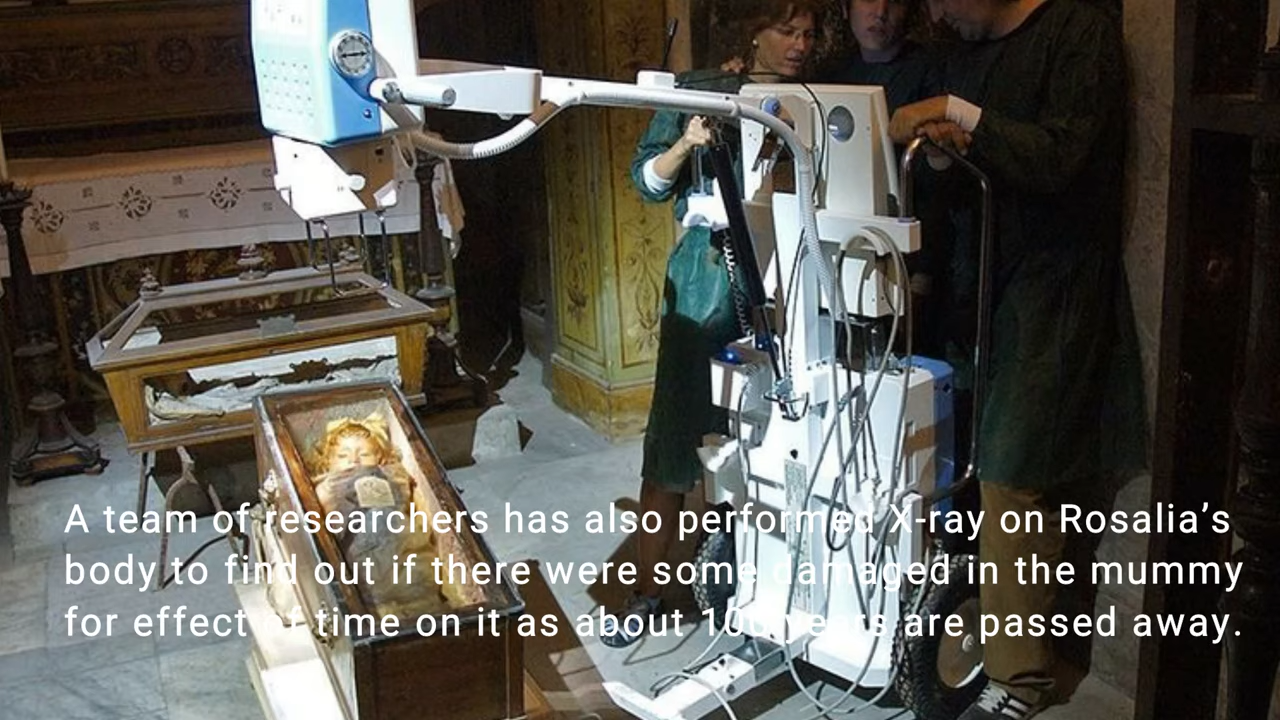 A team of researchers has also performed X-ray on Rosalia’s
body to find out if there were some damaged in the mummy
for effect of time on it as about 100 years are passed away.